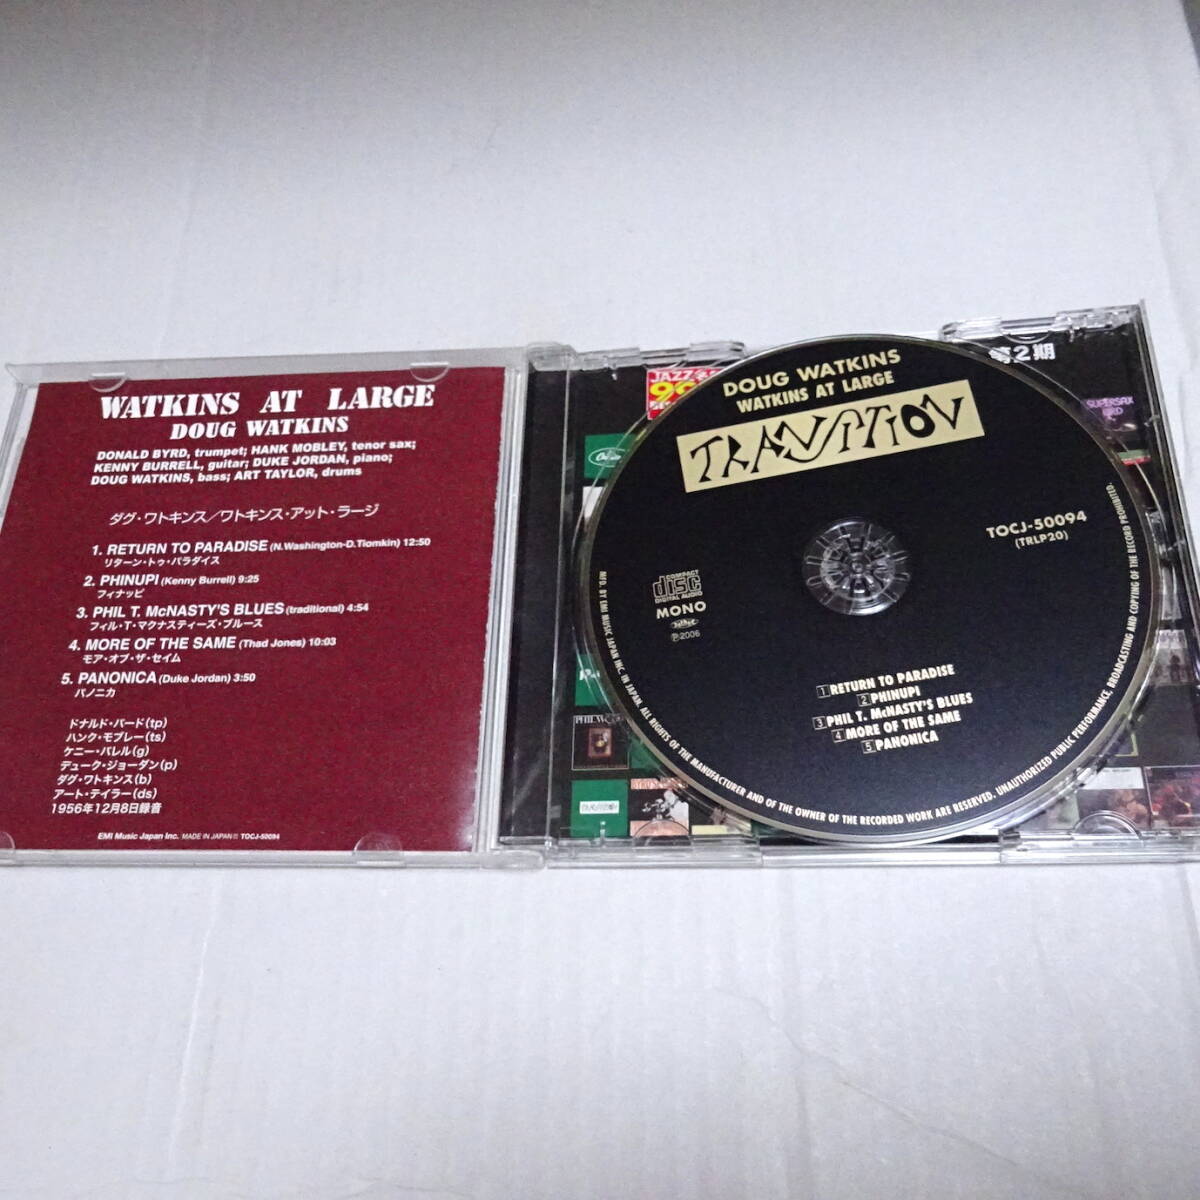 WATKINS AT LARGE
DOUG WATKINS
DONALD BYRD, trumpet; HANK MOBLEY, tenor sax;
KENNY BURRELL, guitar; DUKE JORDAN, piano;
DOUG WATKINS, bass; ART TAYLOR, drums
ダグ・ワトキンス／ワトキンス・アット・ラージ
1. RETURN TO PARADISE (N.Washington-D.Tiomkin) 12:50
リターン・トゥ・パラダイス
2. PHINUPI (Kenny Burrell) 9:25
フィナッピ
3. PHIL T. McNASTY'S BLUES (traditional) 4:54
フィル・T・マクナスティーズ・ブルース
4. MORE OF THE SAME (Thad Jones) 10:03
モア・オブ・ザ・セイム
5. PANONICA (Duke Jordan) 3:50
パノニカ
ドナルド・バード(tp)
ハンク・モブレー(ts)
ケニー・バレル(g)
デューク・ジョーダン(p)
ダグ・ワトキンス(b)
アート・テイラー(ds)
1956年12月8日録音
EMI Music Japan Inc. MADE IN JAPAN TOCJ-50094
DOUG WATKINS
WATKINS AT LARGE
TRANSITION
TOCJ-50094
(TRLP20)
COMPACT
disc
DIGITAL AUDIO
MONO
℗2006
1 RETURN TO PARADISE
2 PHINUPI
3 PHIL T. McNASTY'S BLUES
4 MORE OF THE SAME
5 PANONICA
MFD. BY EMI MUSIC JAPAN INC. IN JAPAN. ALL RIGHTS OF THE MANUFACTURER AND OF THE OWNER OF THE RECORDED WORK ARE RESERVED. UNAUTHORIZED PUBLIC PERFORMANCE, BROADCASTING AND COPYING OF THE RECORD PROHIBITED.
JAZZ
第2期
SUPERSAX
BIRD
TRANSITION